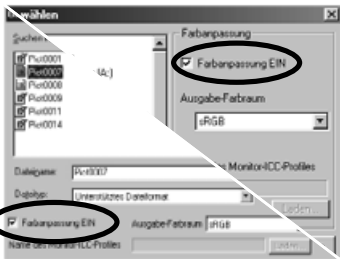 wählen
Suchen
Pict0001
Pict0007
(A:)
Pict0008
Pict0009
Pict0011
Pict0014
Farbanpassung
Farbanpassung EIN
Ausgabe-Farbraum
sRGB
Dateiname:
Pict0007
Dateityp:
Unterstütztes Dateiformat
s Monitor-ICC-Profiles
Laden...
Farbanpassung EIN
Ausgabe-Farbraum
sRGB
Name des Monitor-ICC-Profiles
Laden...